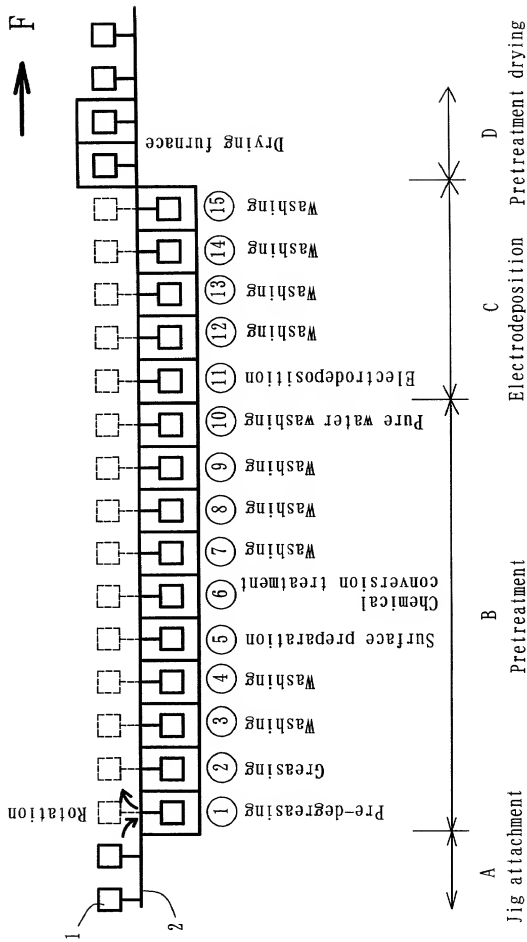 F
Rotation
1
2
① Pre-degreasing
② Greasing
③ Washing
④ Washing
⑤ Surface preparation
⑥ Chemical
conversion treatment
⑦ Washing
⑧ Washing
⑨ Washing
⑩ Pure water washing
⑪ Electrodeposition
⑫ Washing
⑬ Washing
⑭ Washing
⑮ Washing
Drying furnace
A
Jig attachment
B
Pretreatment
C
Electrodeposition
D
Pretreatment drying